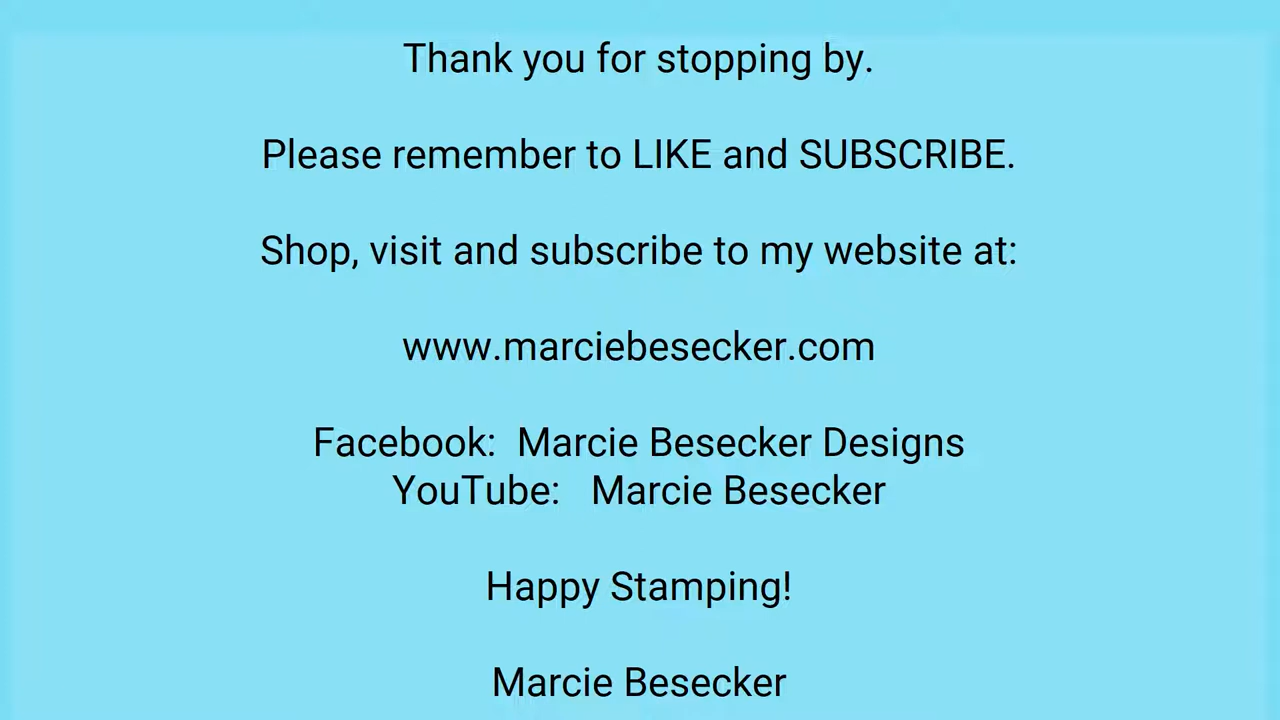 Thank you for stopping by.
Please remember to LIKE and SUBSCRIBE.
Shop, visit and subscribe to my website at:
www.marciebesecker.com
Facebook:  Marcie Besecker Designs
YouTube:   Marcie Besecker
Happy Stamping!
Marcie Besecker